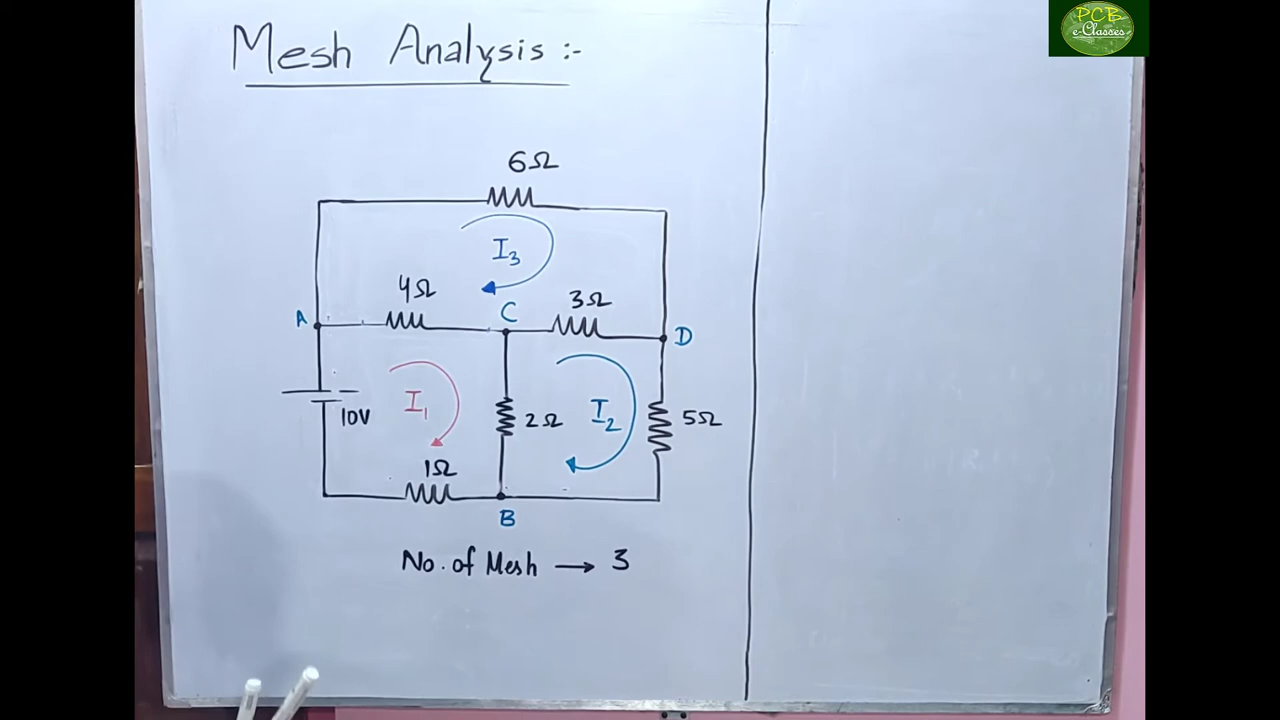 PCB
e-Classes
Mesh Analysis :-
6Ω
I₃
4Ω
3Ω
A
C
D
10V
I₁
2Ω
I₂
5Ω
1Ω
B
No. of Mesh → 3